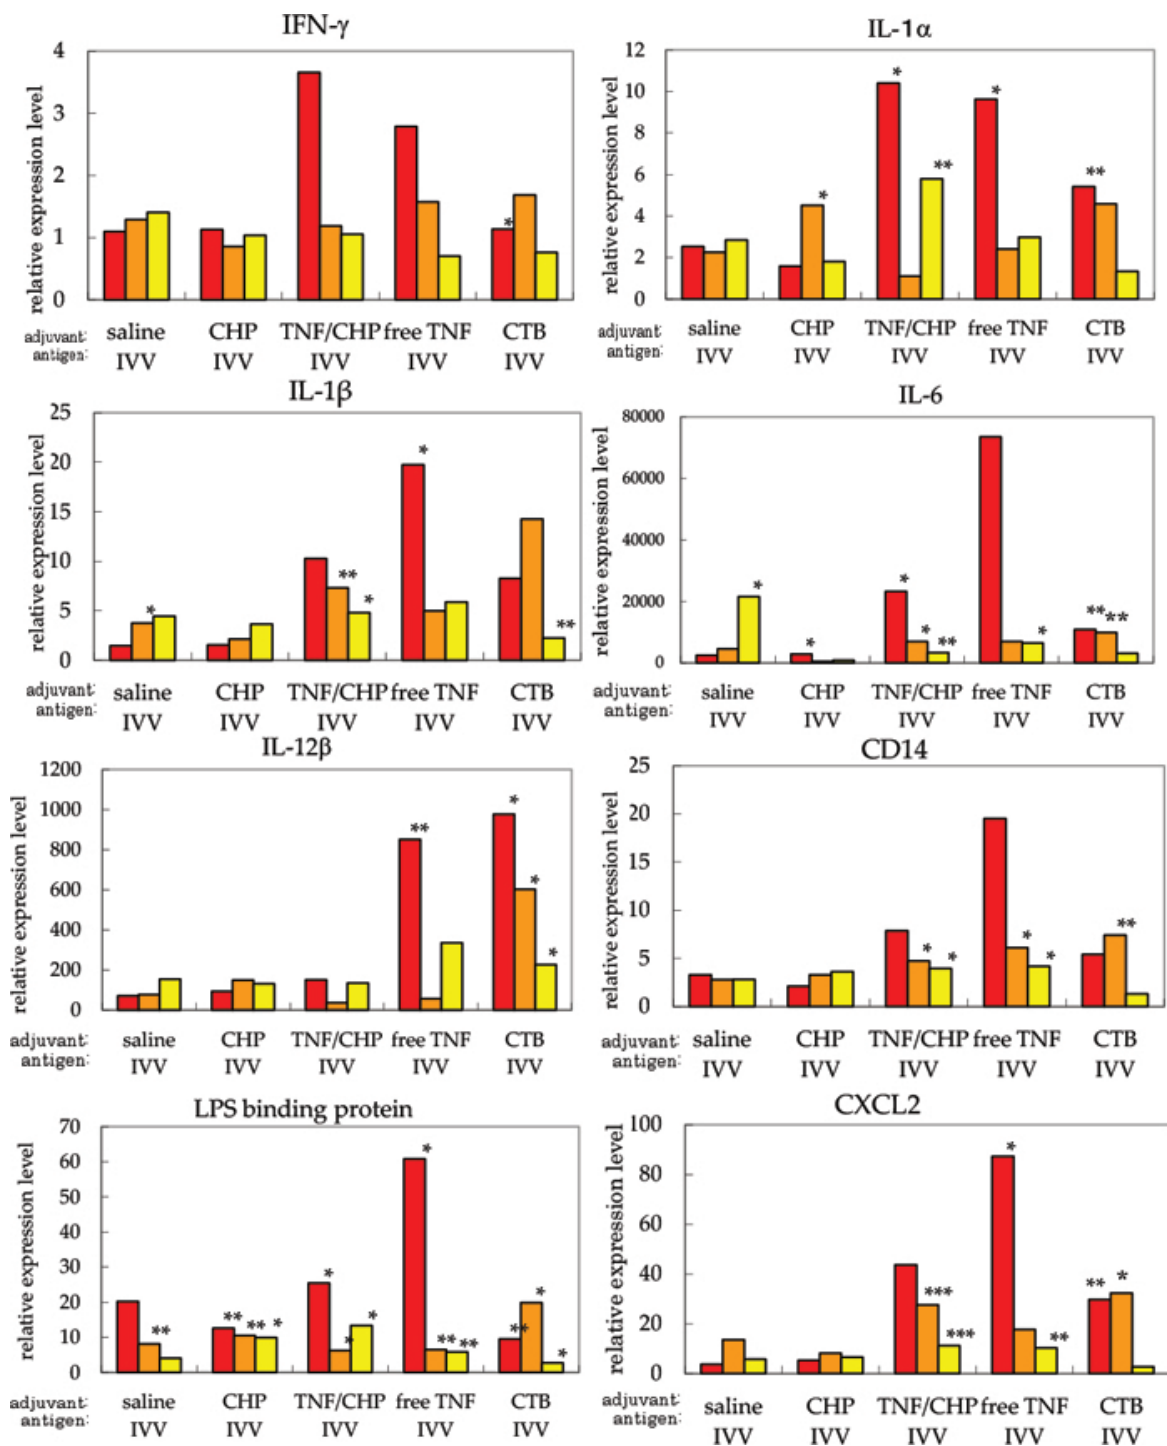 IFN-γ
relative expression level
4
3
2
1
0
*
adjuvant: saline CHP TNF/CHP free TNF CTB
antigen: IVV IVV IVV IVV IVV
IL-1α
relative expression level
12
10
8
6
4
2
0
* * ** * **
adjuvant: saline CHP TNF/CHP free TNF CTB
antigen: IVV IVV IVV IVV IVV
IL-1β
relative expression level
25
20
15
10
5
0
* ** * * **
adjuvant: saline CHP TNF/CHP free TNF CTB
antigen: IVV IVV IVV IVV IVV
IL-6
relative expression level
80000
60000
40000
20000
0
* * * * ** * ** **
adjuvant: saline CHP TNF/CHP free TNF CTB
antigen: IVV IVV IVV IVV IVV
IL-12β
relative expression level
1200
1000
800
600
400
200
0
** * * *
adjuvant: saline CHP TNF/CHP free TNF CTB
antigen: IVV IVV IVV IVV IVV
CD14
relative expression level
25
20
15
10
5
0
* * * * **
adjuvant: saline CHP TNF/CHP free TNF CTB
antigen: IVV IVV IVV IVV IVV
LPS binding protein
relative expression level
70
60
50
40
30
20
10
0
** ** ** * * * * * ** ** ** * *
adjuvant: saline CHP TNF/CHP free TNF CTB
antigen: IVV IVV IVV IVV IVV
CXCL2
relative expression level
100
80
60
40
20
0
*** *** * ** ** *
adjuvant: saline CHP TNF/CHP free TNF CTB
antigen: IVV IVV IVV IVV IVV